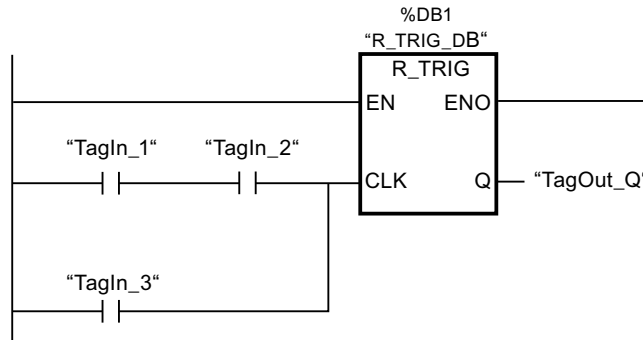 %DB1
“R_TRIG_DB“
R_TRIG
EN ENO
“TagIn_1“ “TagIn_2“
CLK Q “TagOut_Q“
“TagIn_3“